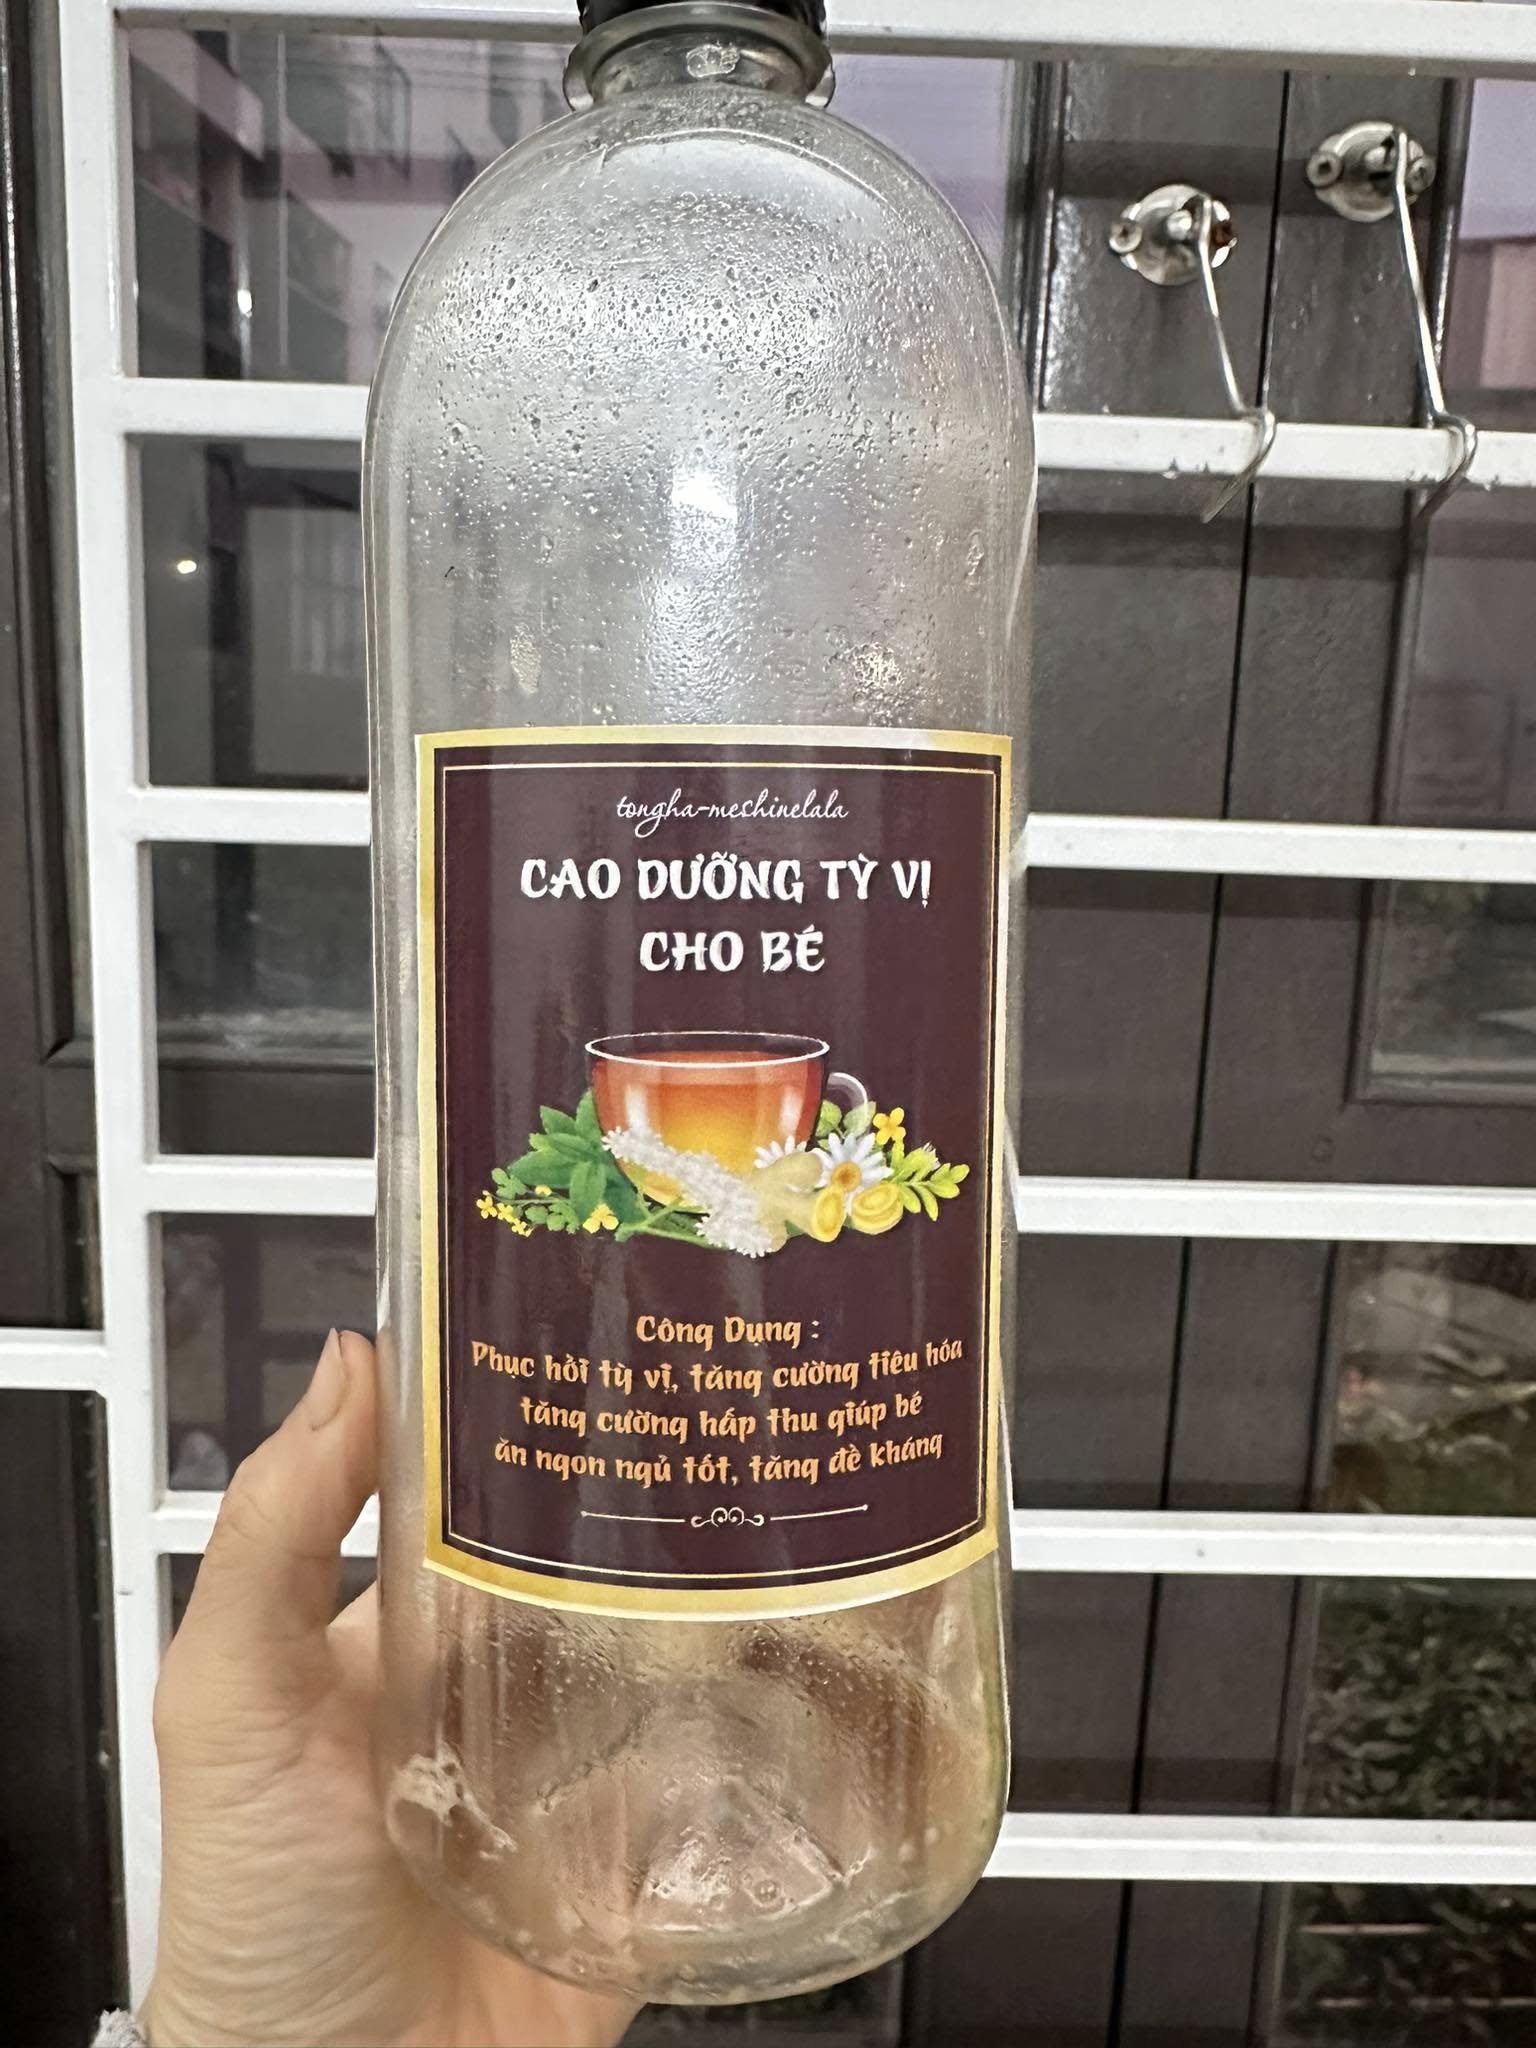 tongha-meshinelala
CAO DƯỠNG TỲ VỊ
CHO BÉ
Công Dụng :
Phục hồi tỳ vị, tăng cường tiêu hóa
tăng cường hấp thu giúp bé
ăn ngon ngủ tốt, tăng đề kháng